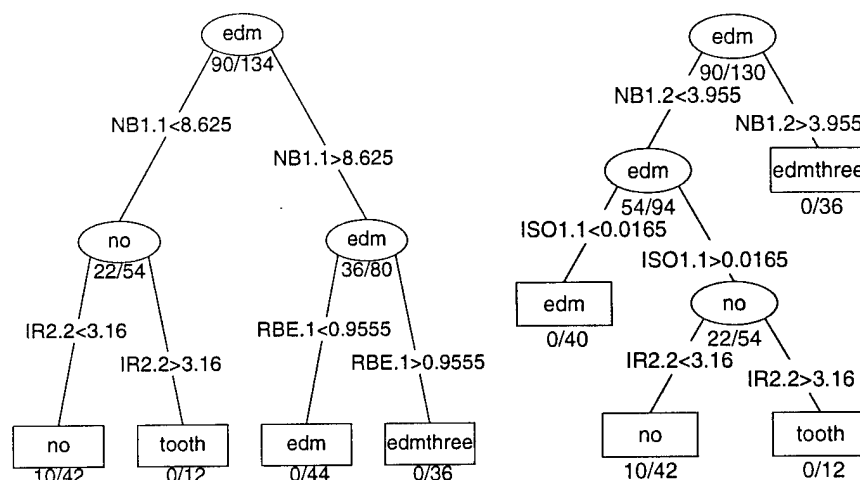 edm
90/134
NB1.1<8.625
NB1.1>8.625
no
22/54
edm
36/80
IR2.2<3.16
IR2.2>3.16
RBE.1<0.9555
RBE.1>0.9555
no
10/42
tooth
0/12
edm
0/44
edmthree
0/36
edm
90/130
NB1.2<3.955
NB1.2>3.955
edm
54/94
edmthree
0/36
ISO1.1<0.0165
ISO1.1>0.0165
edm
0/40
no
22/54
IR2.2<3.16
IR2.2>3.16
no
10/42
tooth
0/12